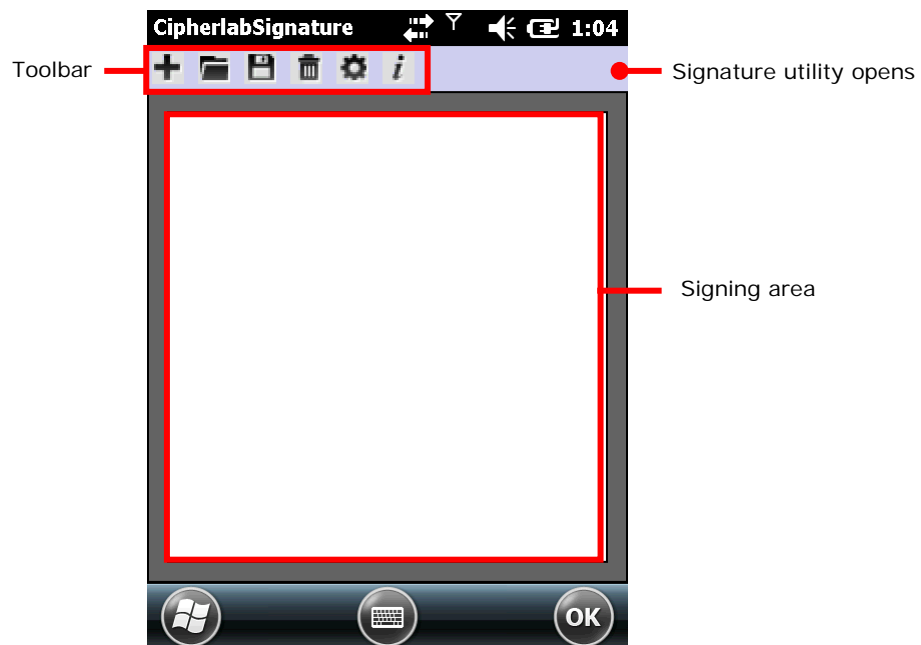 CipherlabSignature 1:04
Toolbar
i
Signature utility opens
Signing area
OK